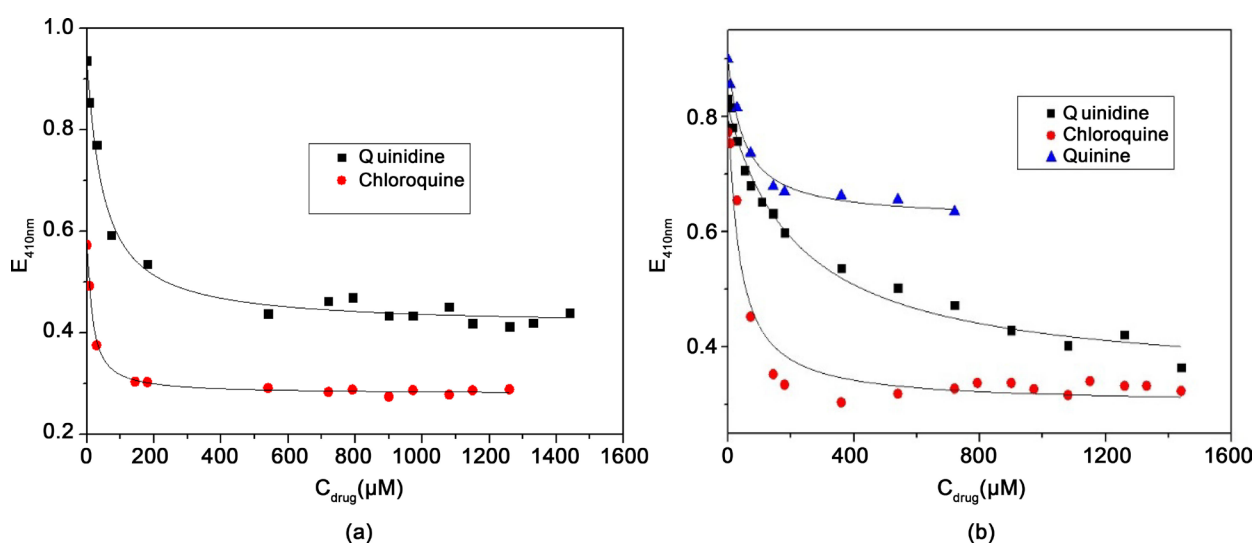 1.0
0.8
0.6
0.4
0.2
E410nm
Quinidine
Chloroquine
0 200 400 600 800 1000 1200 1400 1600
Cdrug(µM)
(a)
0.8
0.6
0.4
E410nm
Quinidine
Chloroquine
Quinine
0 400 800 1200 1600
Cdrug(µM)
(b)